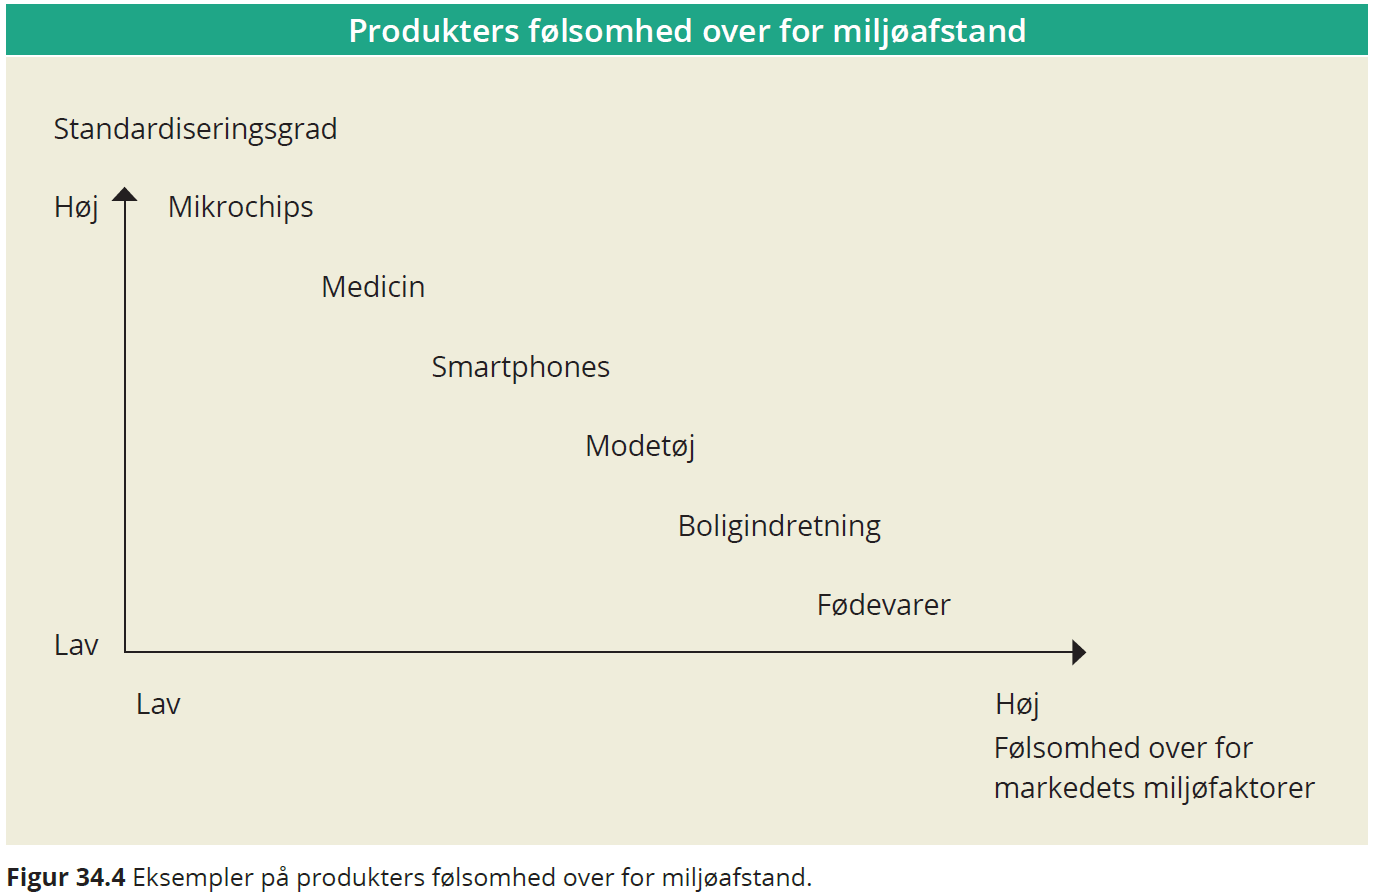 Produkters følsomhed over for miljøafstand
Standardiseringsgrad
Høj
Mikrochips
Medicin
Smartphones
Modetøj
Boligindretning
Fødevarer
Lav
Lav
Høj
Følsomhed over for
markedets miljøfaktorer
Figur 34.4 Eksempler på produkters følsomhed over for miljøafstand.